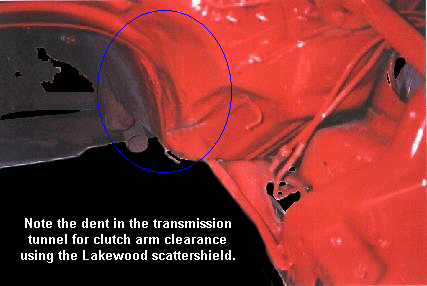 Note the dent in the transmission
tunnel for clutch arm clearance
using the Lakewood scattershield.